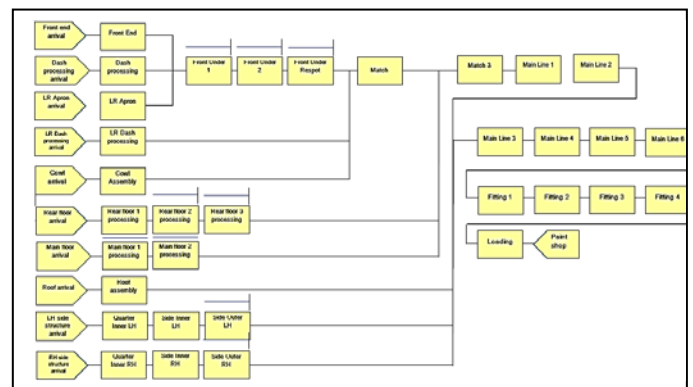 Front end
arrival
Front End
Dash
processing
arrival
Dash
processing
Front Under
1
Front Under
2
Front Under
Respot
Match
Match 3
Main Line 1
Main Line 2
LR Apron
arrival
LR Apron
LR Dash
processing
arrival
LR Dash
processing
Main Line 3
Main Line 4
Main Line 5
Main Line 6
Cowl
arrival
Cowl
Assembly
Fitting 1
Fitting 2
Fitting 3
Fitting 4
Rear floor
arrival
Rear floor 1
processing
Rear floor 2
processing
Rear floor 3
processing
Loading
Paint
shop
Main floor
arrival
Main floor 1
processing
Main floor 2
processing
Roof arrival
Roof
assembly
LH side
structure
arrival
Quarter
Inner LH
Side Inner
LH
Side Outer
LH
RH side
structure
arrival
Quarter
Inner RH
Side Inner
RH
Side Outer
RH